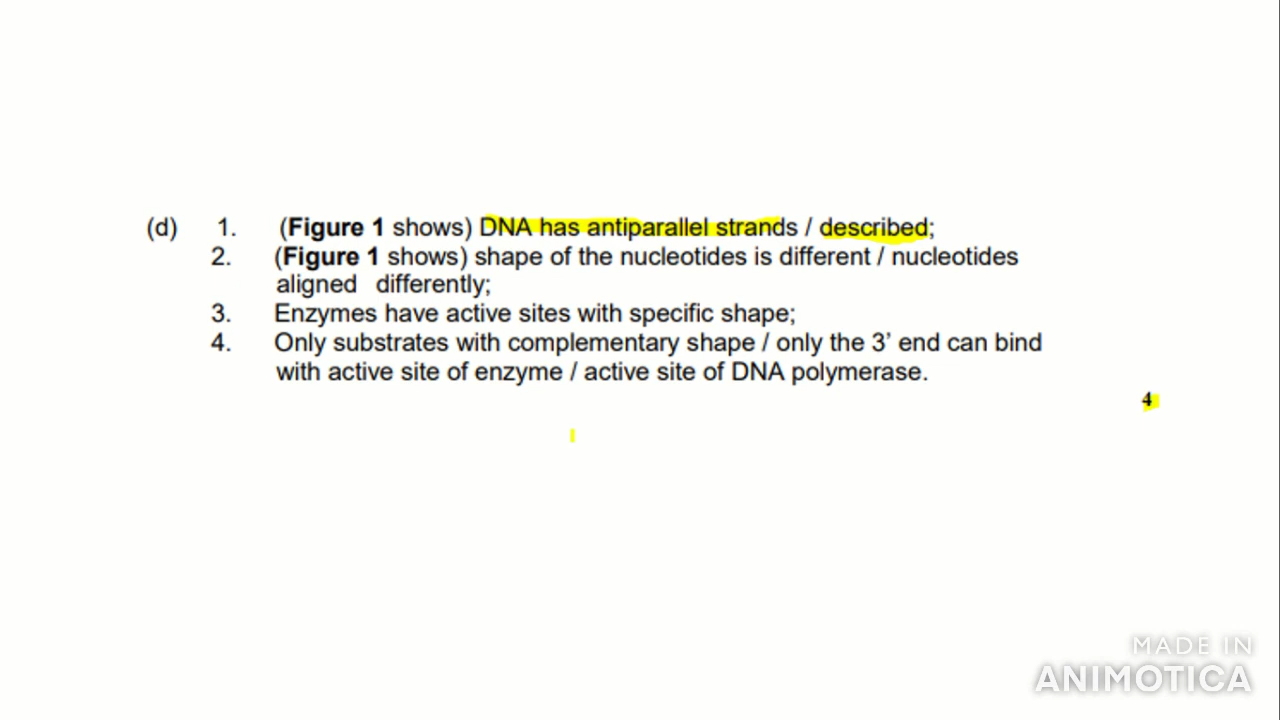 (d) 1. (Figure 1 shows) DNA has antiparallel strands / described;
2. (Figure 1 shows) shape of the nucleotides is different / nucleotides
aligned differently;
3. Enzymes have active sites with specific shape;
4. Only substrates with complementary shape / only the 3’ end can bind
with active site of enzyme / active site of DNA polymerase.
4
MADE IN
ANIMOTICA